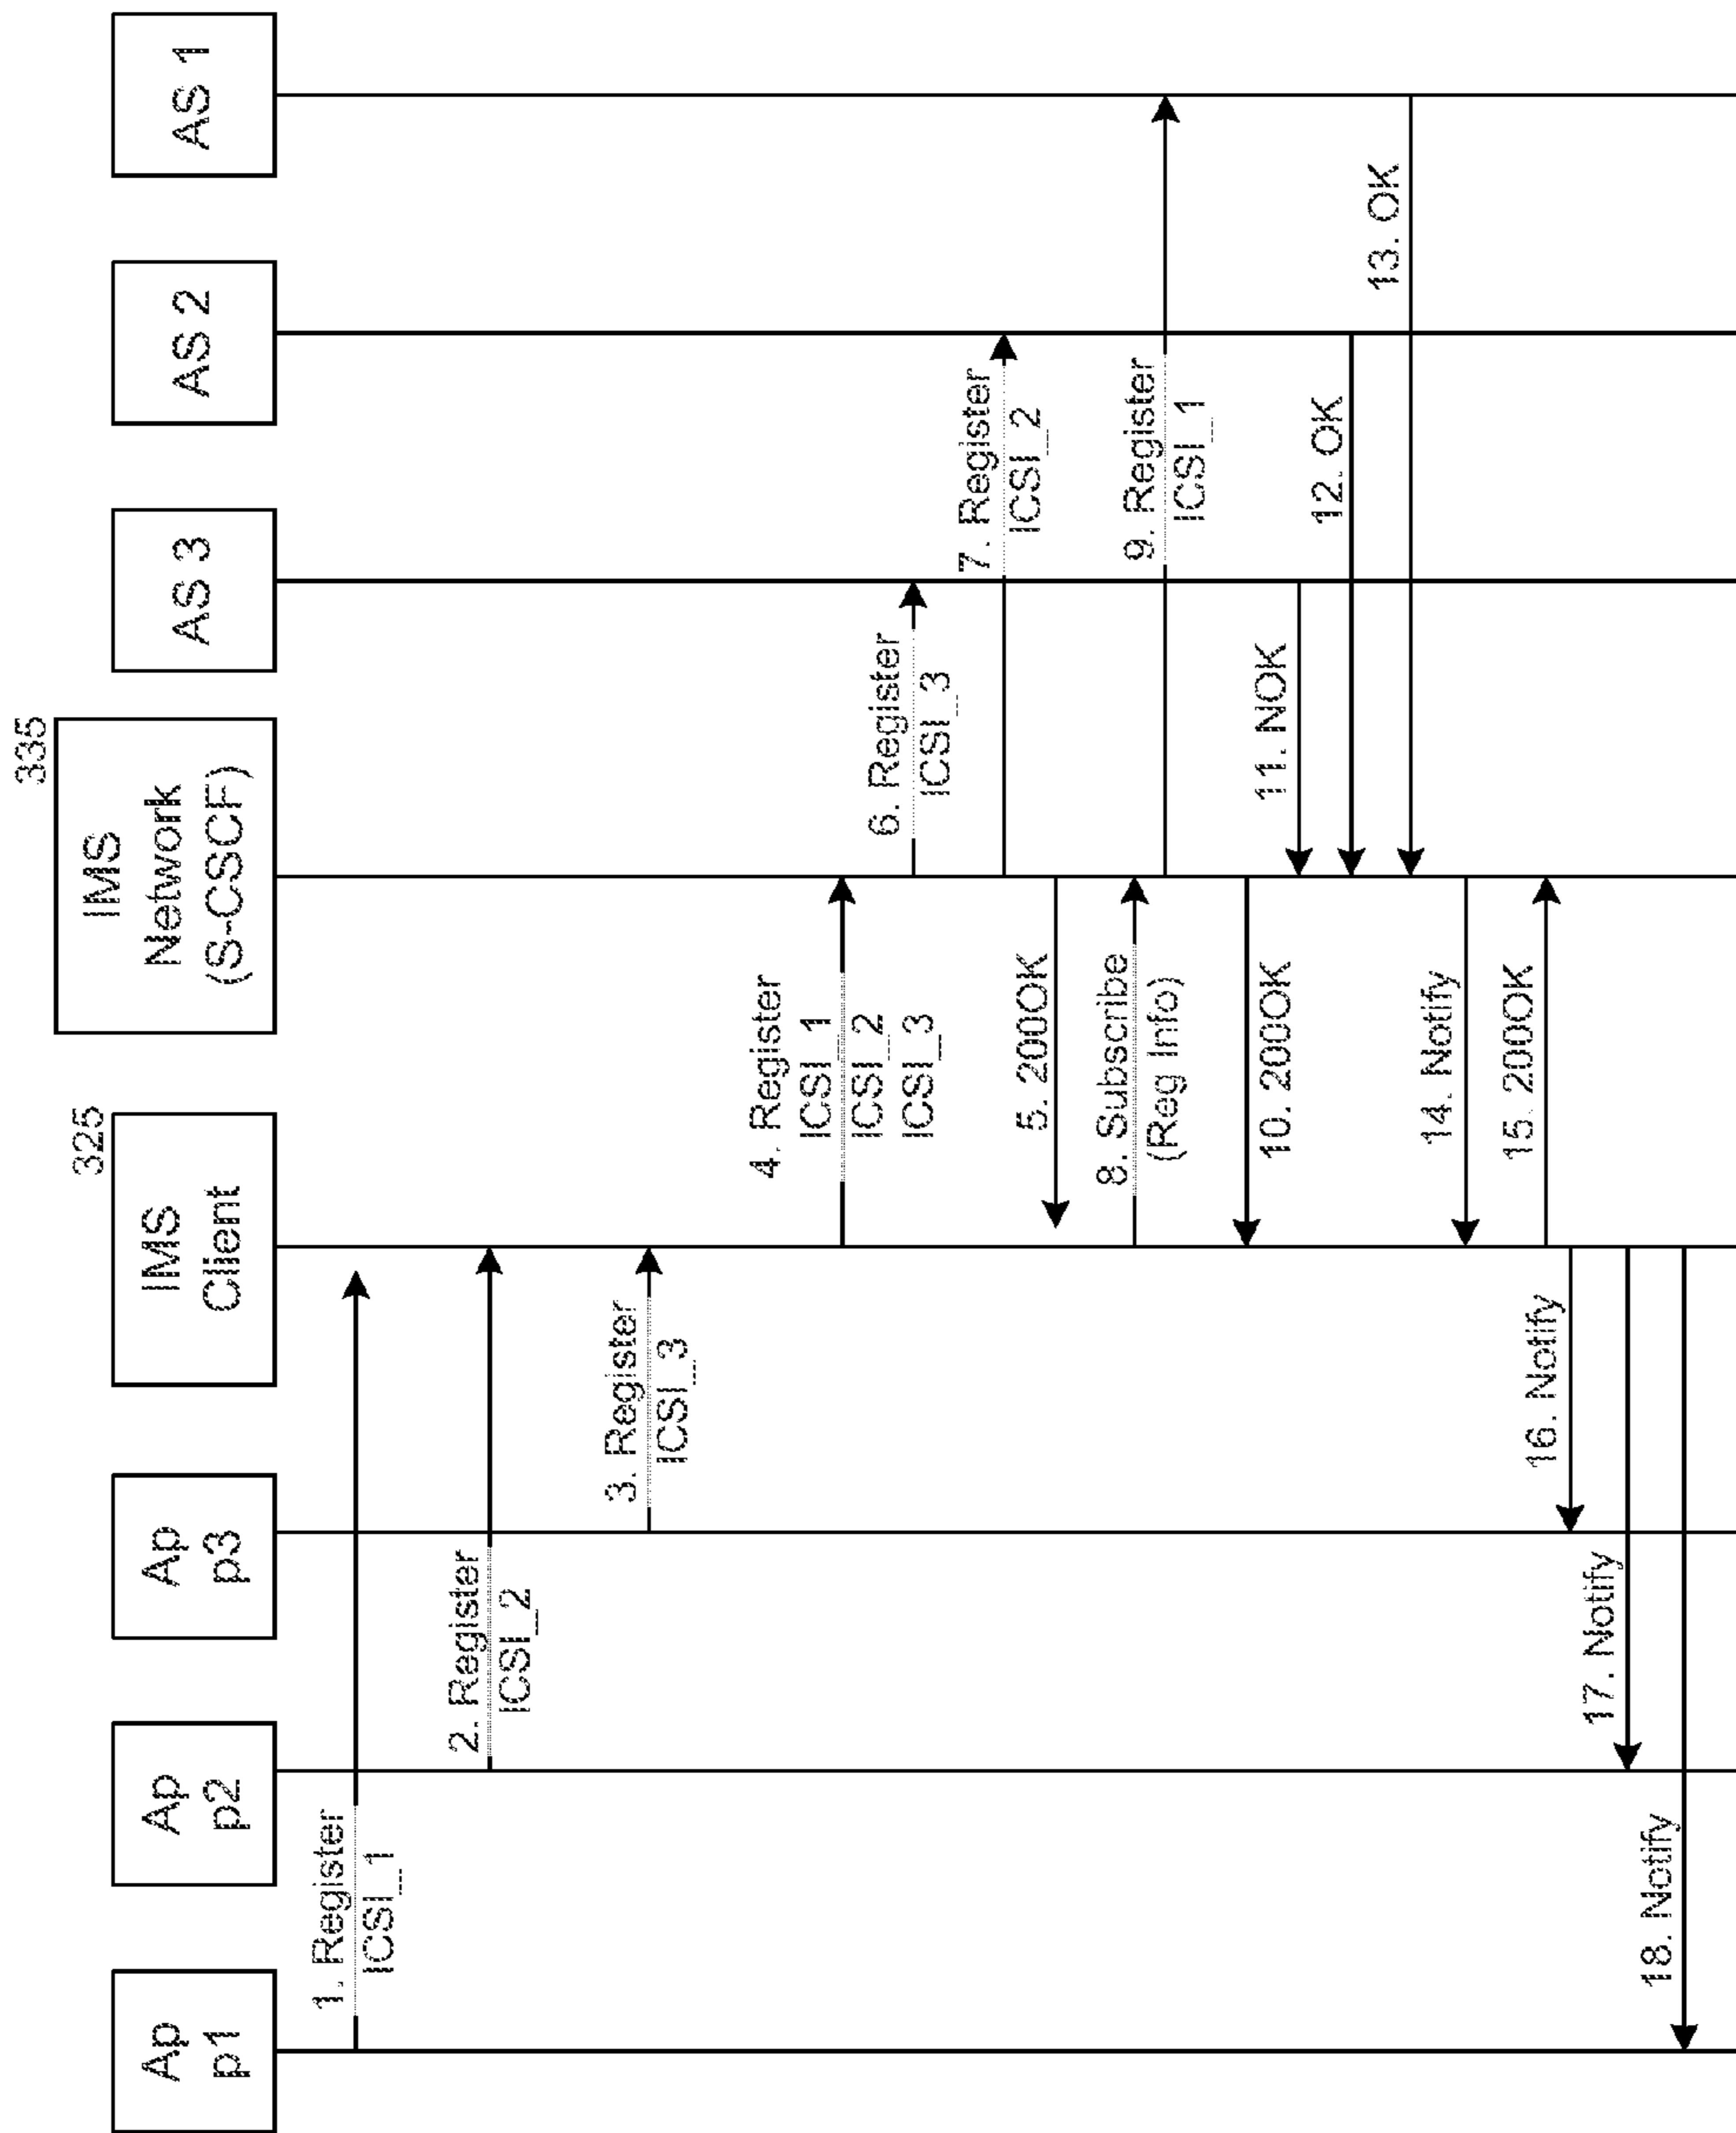 Ap
p1
Ap
p2
Ap
p3
325
IMS
Client
335
IMS
Network
(S-CSCF)
AS 3
AS 2
AS 1
1. Register
ICSI_1
2. Register
ICSI_2
3. Register
ICSI_3
4. Register
ICSI_1
ICSI_2
ICSI_3
6. Register
ICSI_3
7. Register
ICSI_2
5. 200OK
8. Subscribe
(Reg Info)
9. Register
ICSI_1
10. 200OK
11. NOK
12. OK
13. OK
14. Notify
15. 200OK
16. Notify
17. Notify
18. Notify